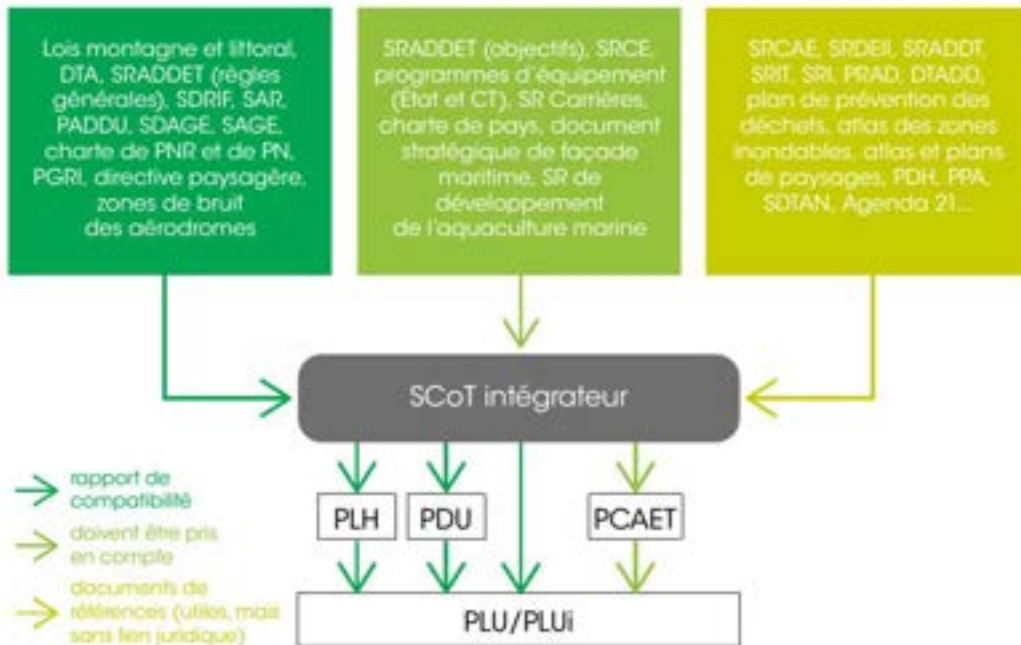 Lois montagne et littoral,
DTA, SRADDET (règles
générales), SDRIF, SAR,
PADDU, SDAGE, SAGE,
charte de PNR et de PN,
PGRI, directive paysagère,
zones de bruit
des aérodromes
SRADDET (objectifs), SRCE,
programmes d'équipement
(État et CT), SR Carrières,
charte de pays, document
stratégique de façade
maritime, SR de
développement
de l'aquaculture marine
SRCAE, SRDEII, SRADDT,
SRIT, SRI, PRAD, DTADD,
plan de prévention des
déchets, atlas des zones
inondables, atlas et plans
de paysages, PDH, PPA,
SDTAN, Agenda 21...
SCoT intégrateur
rapport de
compatibilité
doivent être pris
en compte
documents de
références (utiles, mais
sans lien juridique)
PLH
PDU
PCAET
PLU/PLUi